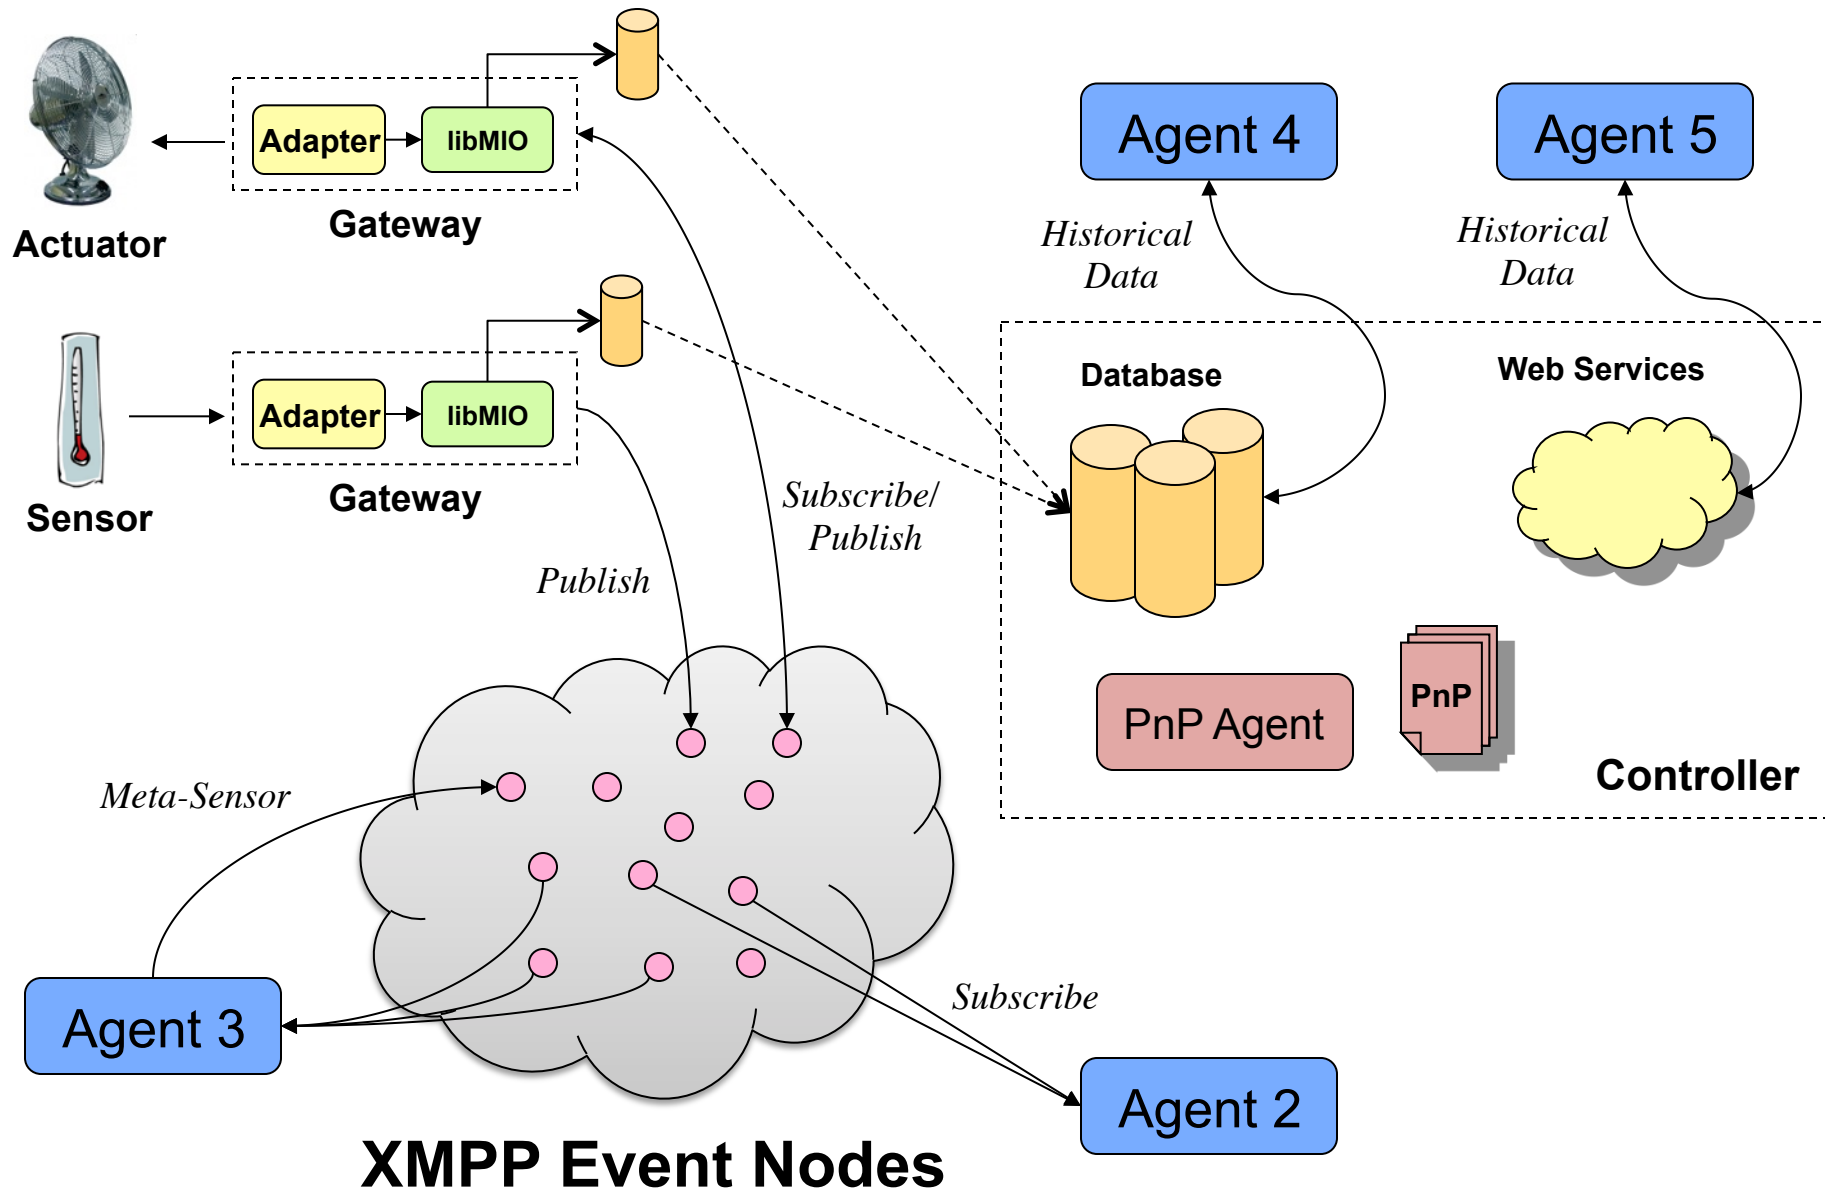 Adapter
libMIO
Gateway
Actuator
Agent 4
Agent 5
Historical
Data
Historical
Data
Adapter
libMIO
Gateway
Sensor
Database
Web Services
Subscribe/
Publish
Publish
PnP Agent
PnP
Controller
Meta-Sensor
Agent 3
Subscribe
Agent 2
XMPP Event Nodes